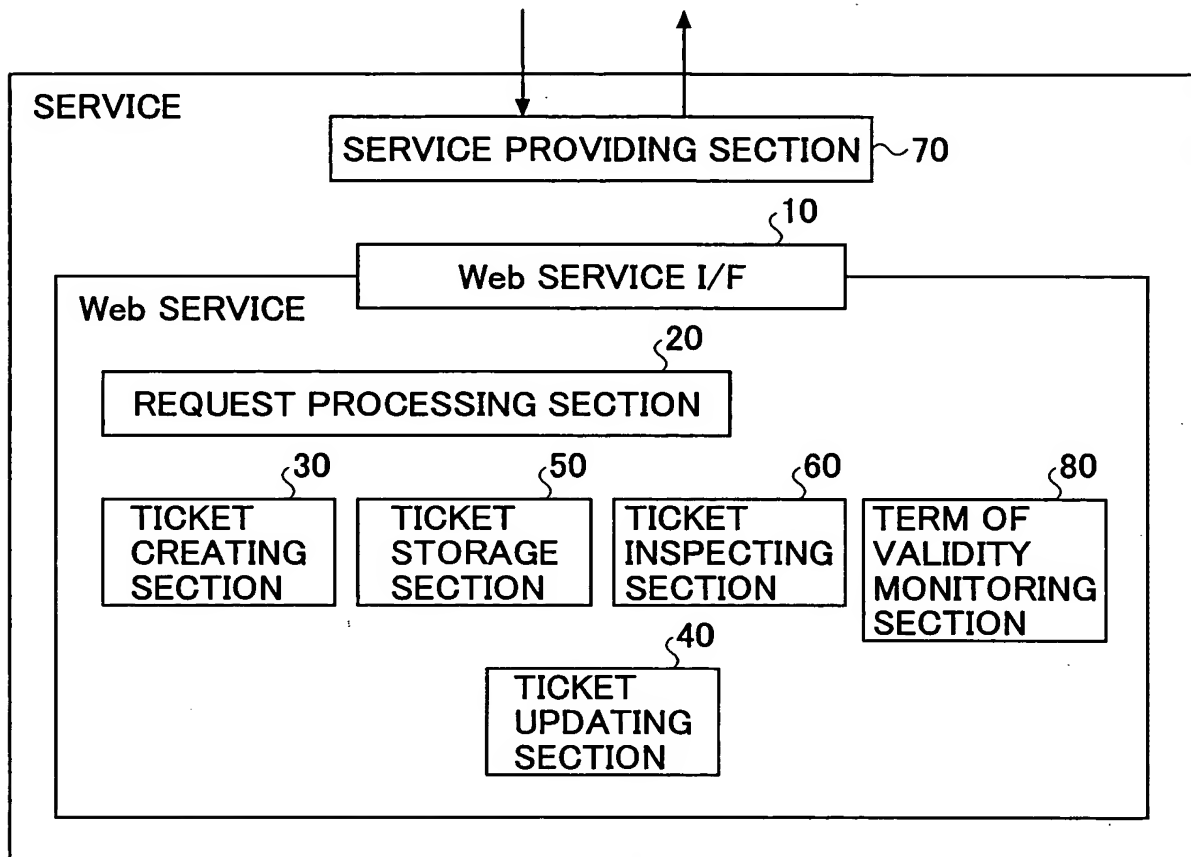 SERVICE
SERVICE PROVIDING SECTION
70
10
Web SERVICE I/F
Web SERVICE
20
REQUEST PROCESSING SECTION
30
TICKET
CREATING
SECTION
50
TICKET
STORAGE
SECTION
60
TICKET
INSPECTING
SECTION
80
TERM OF
VALIDITY
MONITORING
SECTION
40
TICKET
UPDATING
SECTION